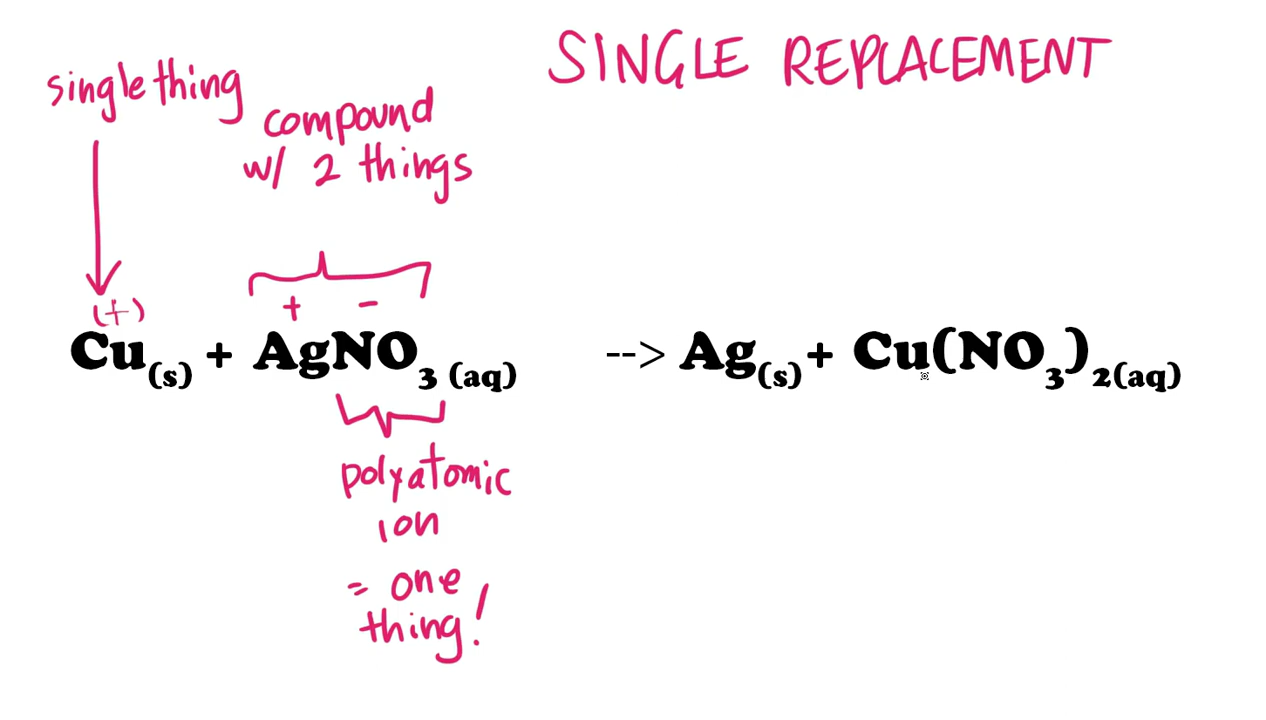 SINGLE REPLACEMENT
single thing
compound
w/ 2 things
(+)
+ -
Cu(s) + AgNO3 (aq) --> Ag(s) + Cu(NO3)2(aq)
polyatomic
ion
= one
thing!